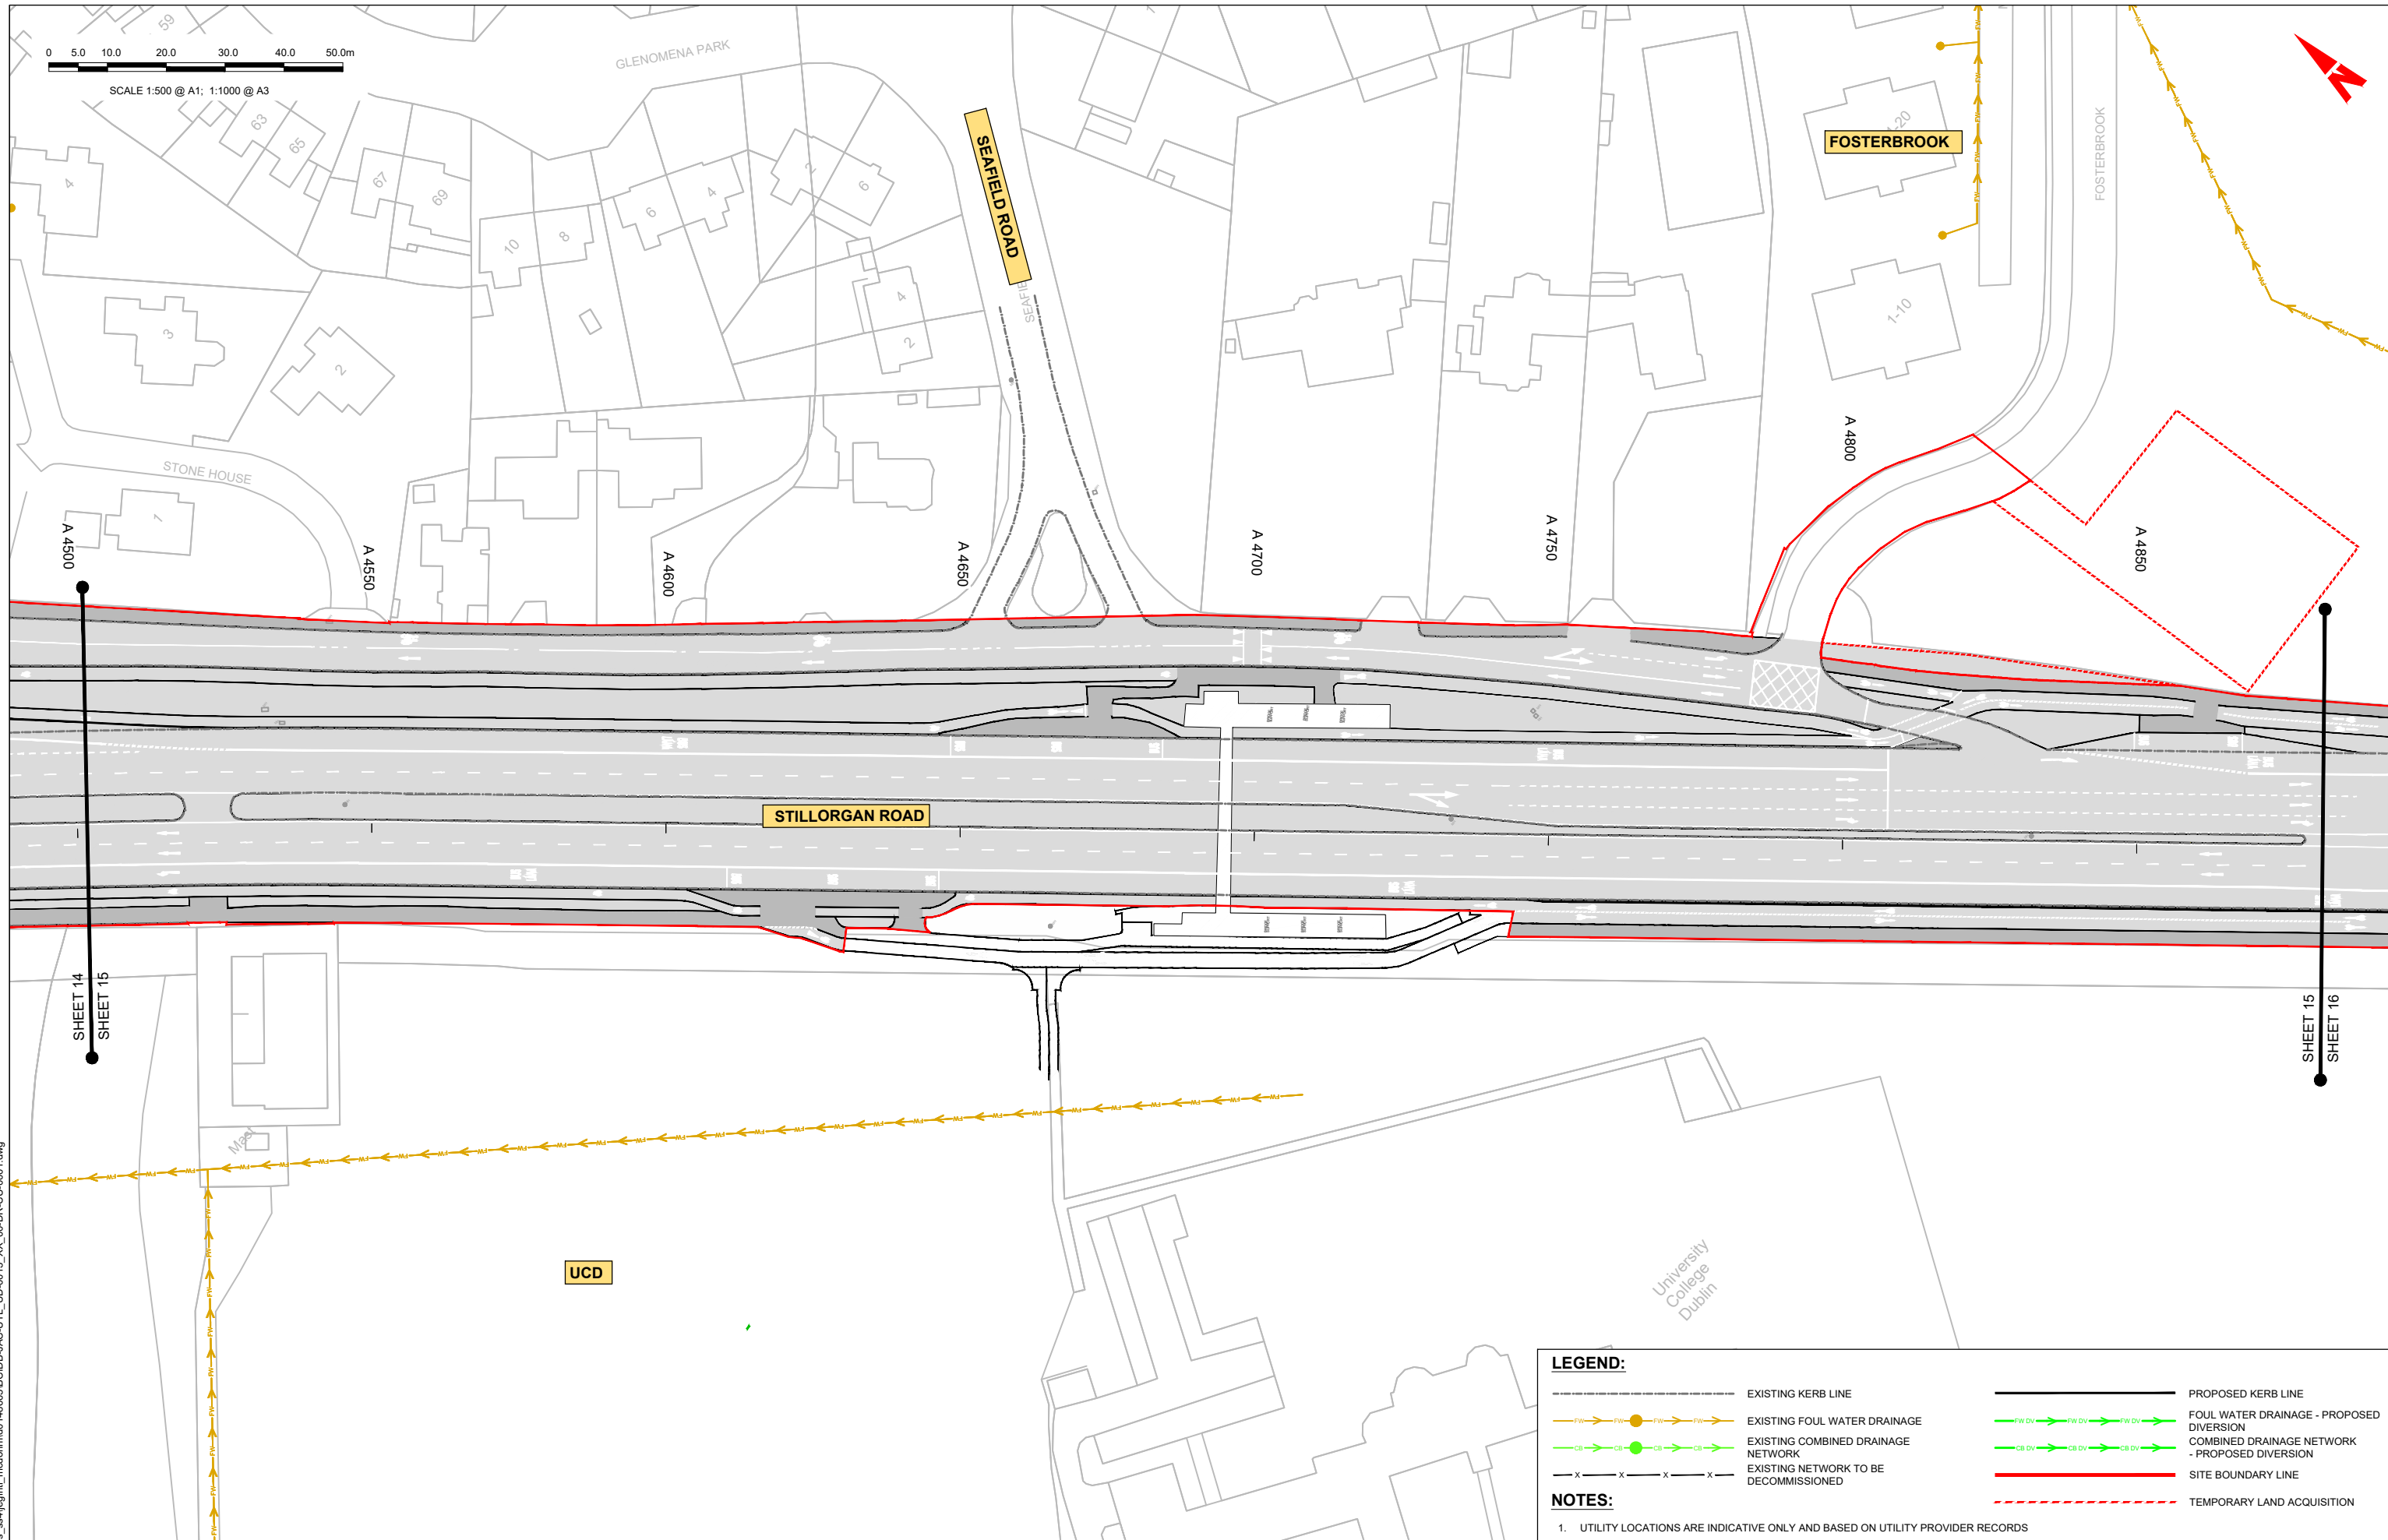 0 5.0 10.0 20.0 30.0 40.0 50.0m
SCALE 1:500 @ A1; 1:1000 @ A3
GLENOMENA PARK
59
63
65
67
69
4
3
2
1
10
8
6
4
2
6
4
2
STONE HOUSE
SEAFIELD ROAD
SEAFIE
FOSTERBROOK
FOSTERBROOK
1-20
1-10
N
A 4500
A 4550
A 4600
A 4650
A 4700
A 4750
A 4800
A 4850
STILLORGAN ROAD
SHEET 14
SHEET 15
SHEET 15
SHEET 16
Mast
UCD
University
College
Dublin
LEGEND:
EXISTING KERB LINE
EXISTING FOUL WATER DRAINAGE
EXISTING COMBINED DRAINAGE
NETWORK
EXISTING NETWORK TO BE
DECOMMISSIONED
PROPOSED KERB LINE
FOUL WATER DRAINAGE - PROPOSED
DIVERSION
COMBINED DRAINAGE NETWORK
- PROPOSED DIVERSION
SITE BOUNDARY LINE
TEMPORARY LAND ACQUISITION
NOTES:
1. UTILITY LOCATIONS ARE INDICATIVE ONLY AND BASED ON UTILITY PROVIDER RECORDS